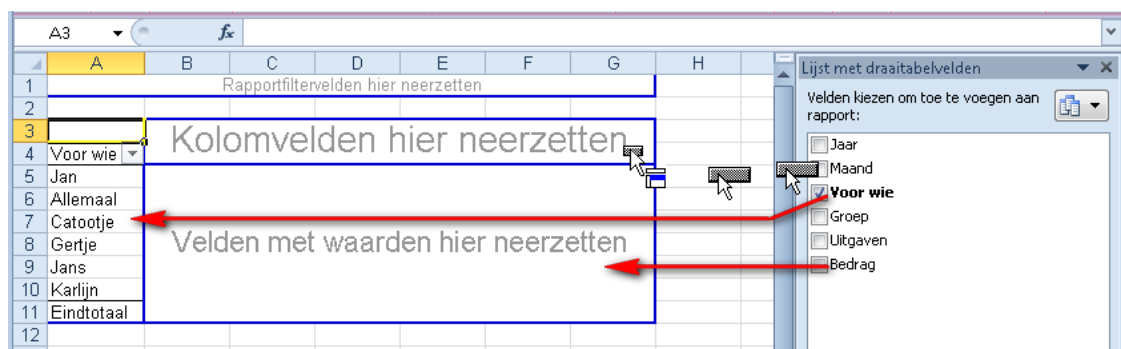 A3 fx
A B C D E F G H
1 Rapportfiltervelden hier neerzetten
2
3 Kolomvelden hier neerzetten
4 Voor wie
5 Jan
6 Allemaal
7 Catootje
8 Gertje Velden met waarden hier neerzetten
9 Jans
10 Karlijn
11 Eindtotaal
12
Lijst met draaitabelvelden
Velden kiezen om toe te voegen aan
rapport:
Jaar
Maand
Voor wie
Groep
Uitgaven
Bedrag